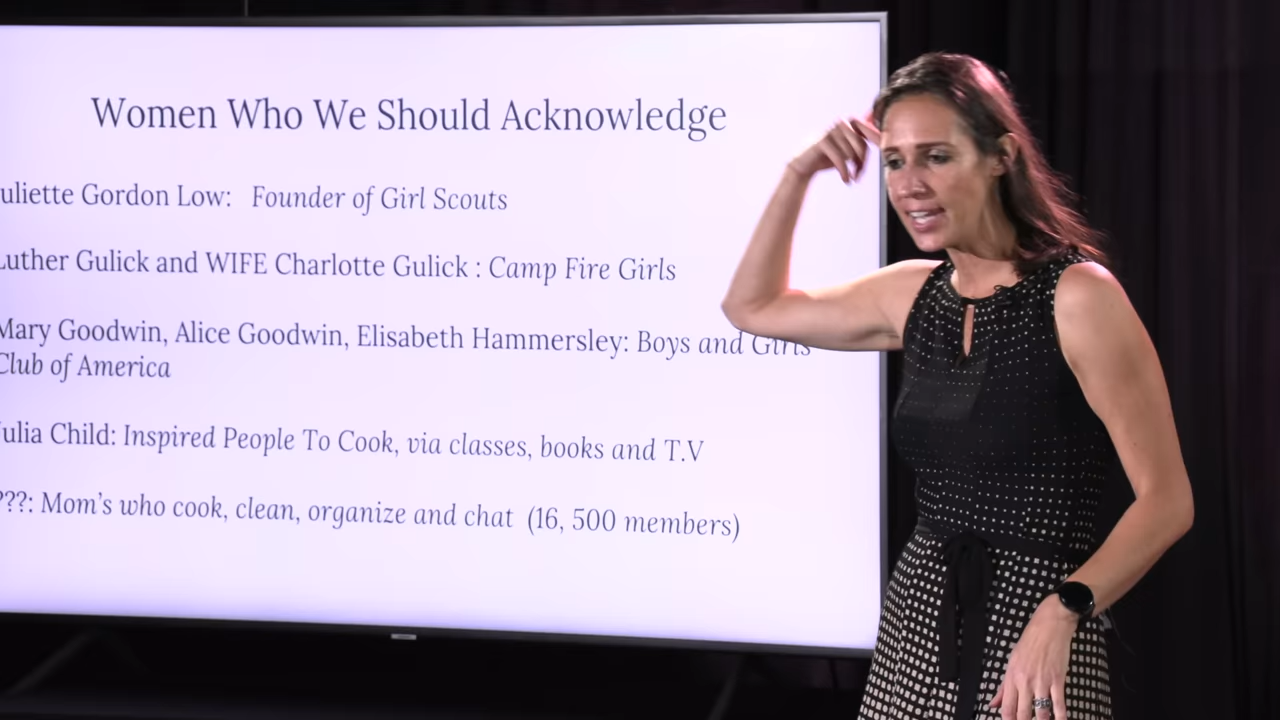 Women Who We Should Acknowledge
uliette Gordon Low: Founder of Girl Scouts
Luther Gulick and WIFE Charlotte Gulick : Camp Fire Girls
Mary Goodwin, Alice Goodwin, Elisabeth Hammersley: Boys and Girls
Club of America
Julia Child: Inspired People To Cook, via classes, books and T.V
???: Mom's who cook, clean, organize and chat (16, 500 members)